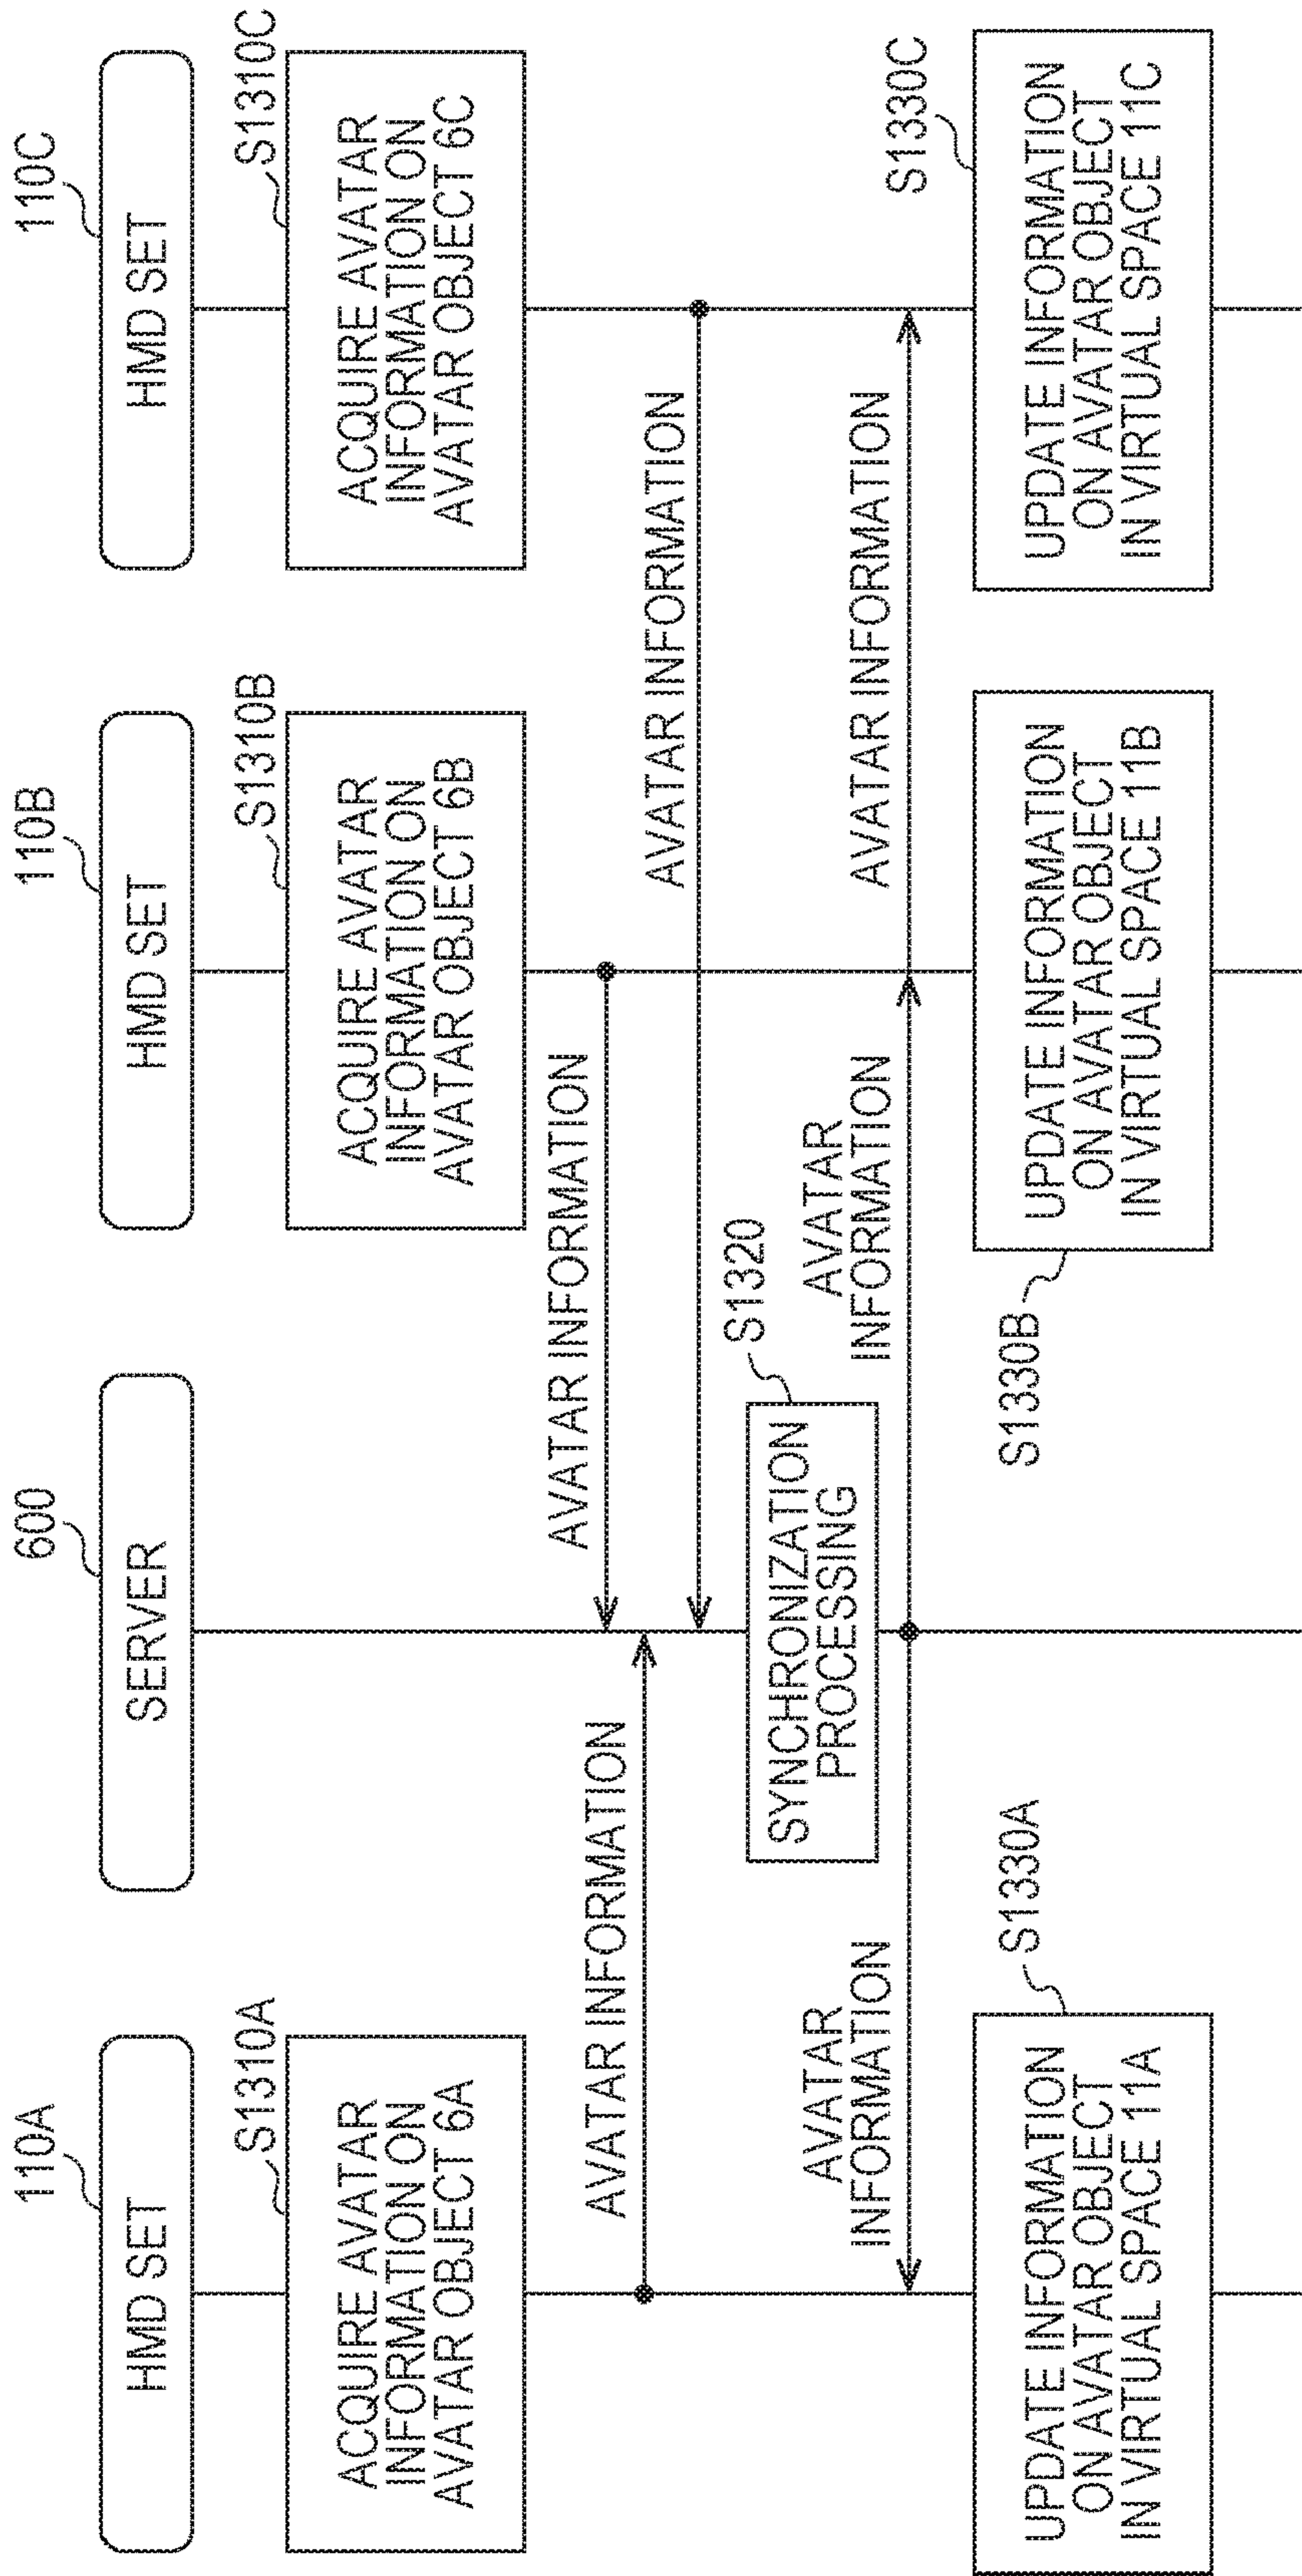 110A
600
110B
110C
HMD SET
SERVER
HMD SET
HMD SET
S1310A
S1310B
S1310C
ACQUIRE AVATAR
INFORMATION ON
AVATAR OBJECT 6A
ACQUIRE AVATAR
INFORMATION ON
AVATAR OBJECT 6B
ACQUIRE AVATAR
INFORMATION ON
AVATAR OBJECT 6C
AVATAR INFORMATION
AVATAR INFORMATION
AVATAR INFORMATION
S1320
SYNCHRONIZATION
PROCESSING
AVATAR
INFORMATION
AVATAR
INFORMATION
AVATAR INFORMATION
S1330A
S1330B
S1330C
UPDATE INFORMATION
ON AVATAR OBJECT
IN VIRTUAL SPACE 11A
UPDATE INFORMATION
ON AVATAR OBJECT
IN VIRTUAL SPACE 11B
UPDATE INFORMATION
ON AVATAR OBJECT
IN VIRTUAL SPACE 11C